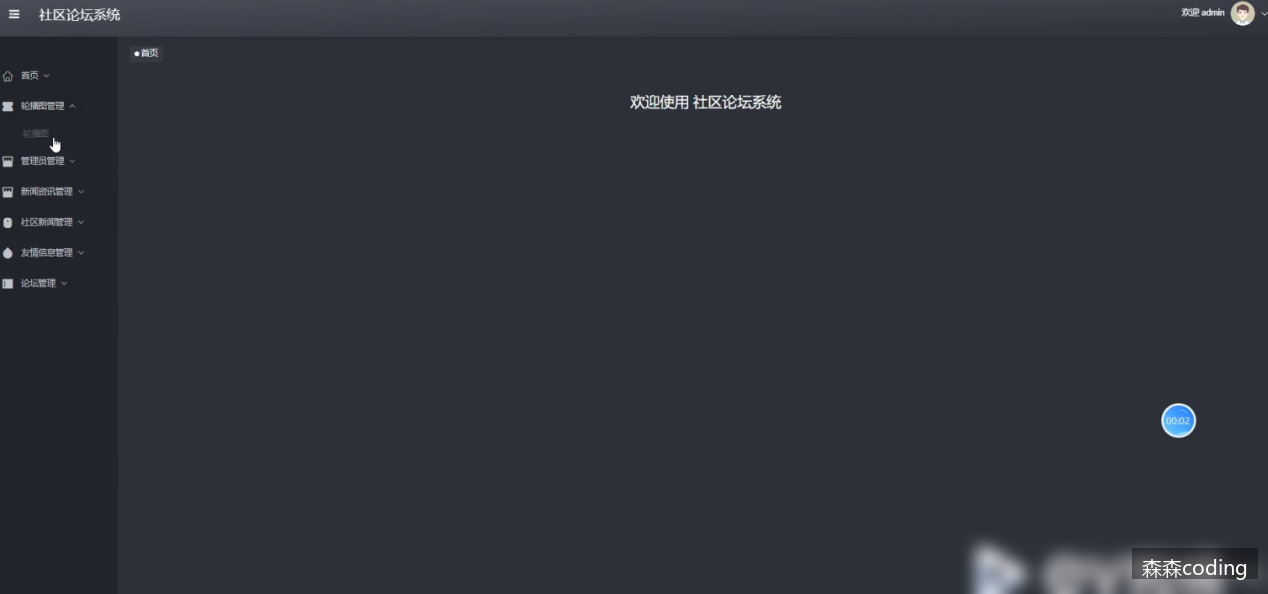 社区论坛系统
欢迎 admin
首页
首页
欢迎使用 社区论坛系统
轮播图管理
轮播图
管理员管理
新闻资讯管理
社区新闻管理
友情信息管理
论坛管理
00:02
森森coding